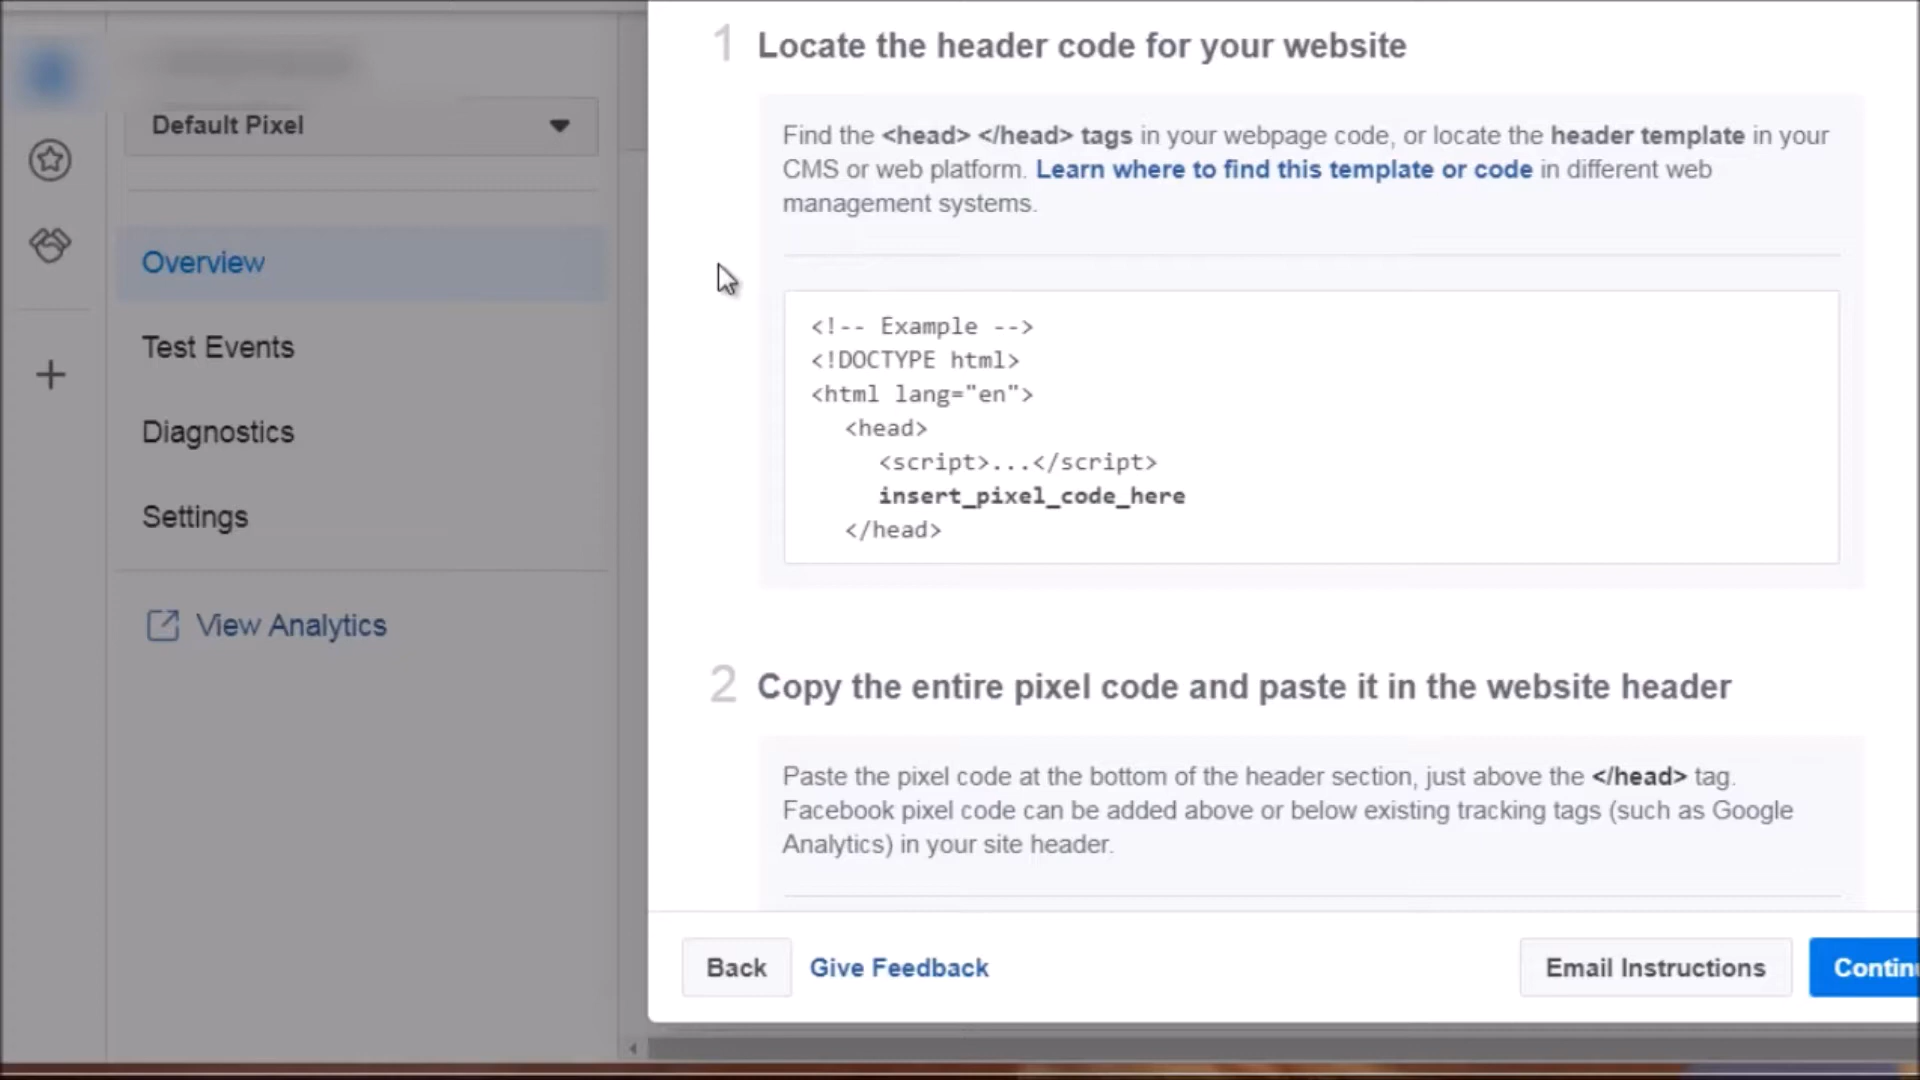 Default Pixel
Overview
Test Events
Diagnostics
Settings
View Analytics
1 Locate the header code for your website
Find the <head> </head> tags in your webpage code, or locate the header template in your
CMS or web platform. Learn where to find this template or code in different web
management systems.
<!-- Example -->
<!DOCTYPE html>
<html lang="en">
<head>
<script>...</script>
insert_pixel_code_here
</head>
2 Copy the entire pixel code and paste it in the website header
Paste the pixel code at the bottom of the header section, just above the </head> tag.
Facebook pixel code can be added above or below existing tracking tags (such as Google
Analytics) in your site header.
Back Give Feedback Email Instructions Contin